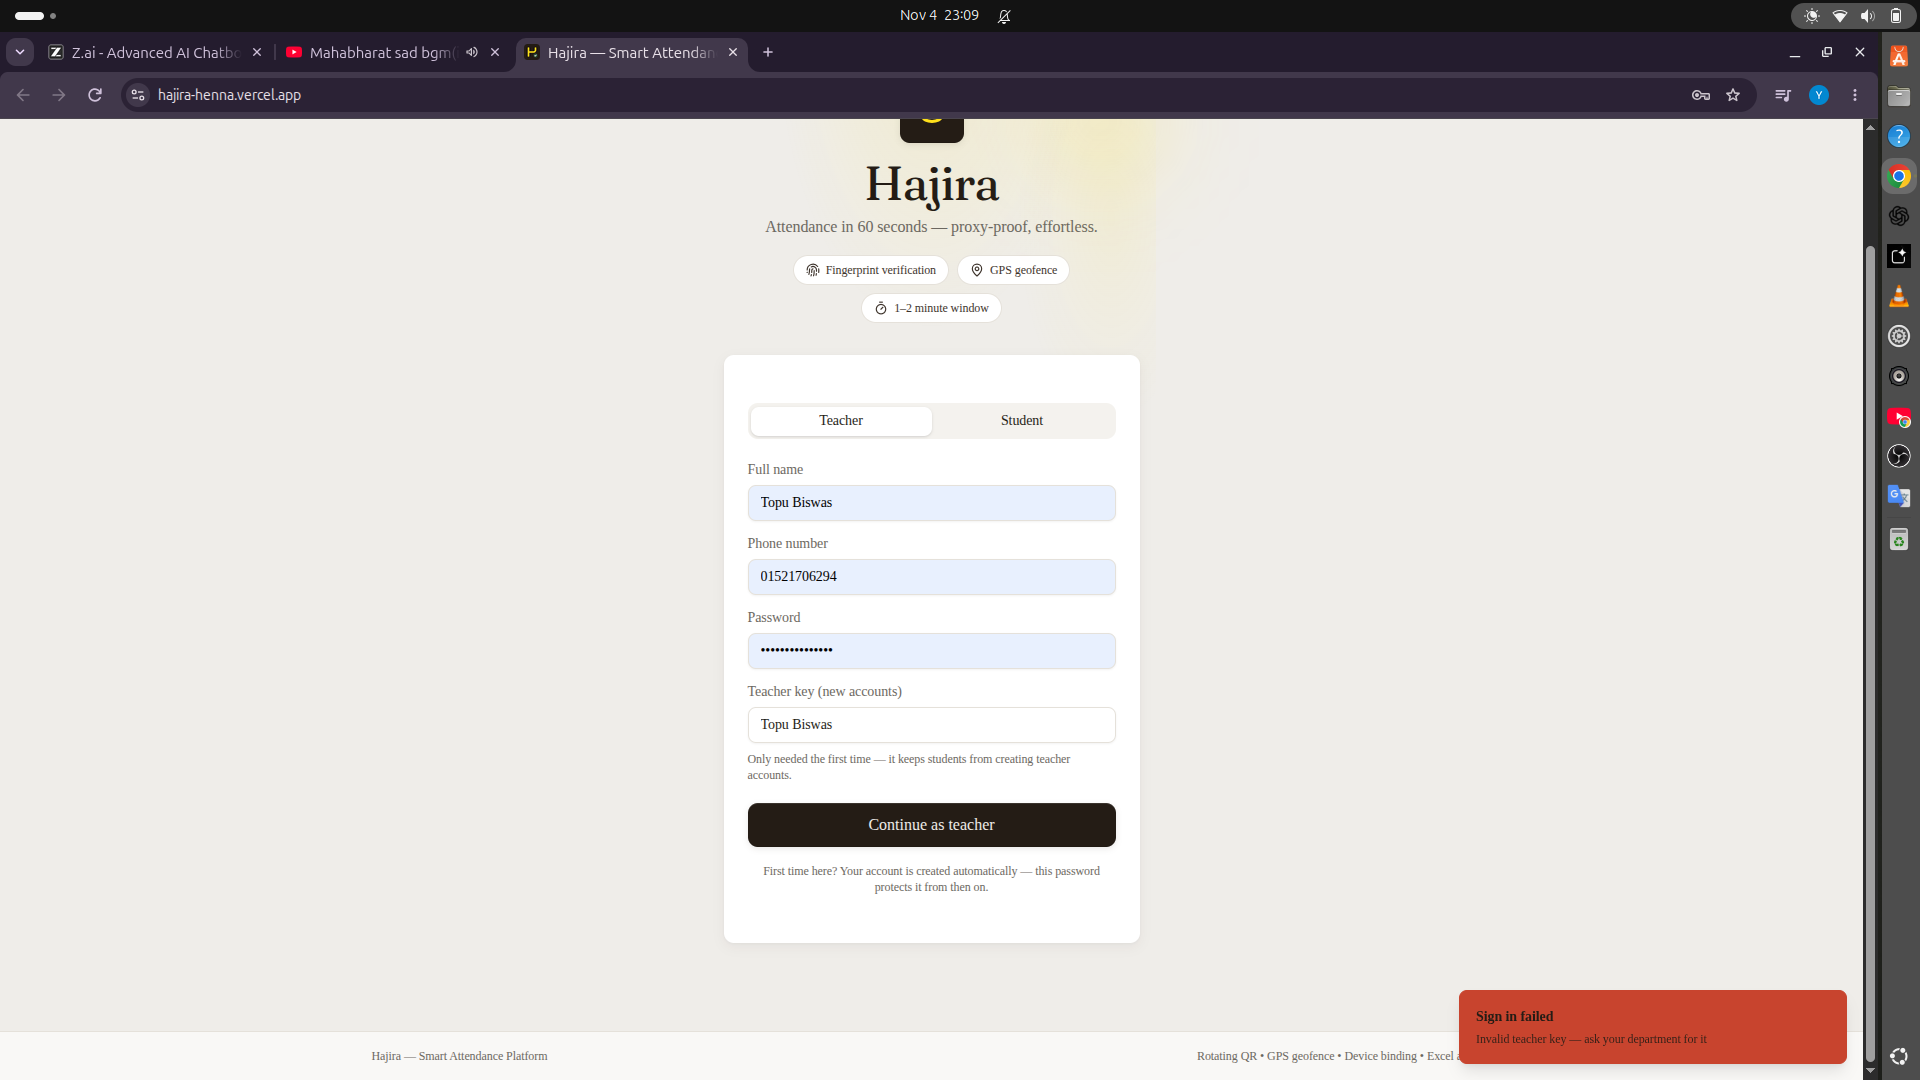 Nov 4 23:09
Z.ai - Advanced AI Chatbo
Mahabharat sad bgm(
Hajira — Smart Attendan
hajira-henna.vercel.app
Y
Hajira
Attendance in 60 seconds — proxy-proof, effortless.
Fingerprint verification
GPS geofence
1–2 minute window
Teacher
Student
Full name
Topu Biswas
Phone number
01521706294
Password
•••••••••••••••
Teacher key (new accounts)
Topu Biswas
Only needed the first time — it keeps students from creating teacher
accounts.
Continue as teacher
First time here? Your account is created automatically — this password
protects it from then on.
Sign in failed
Invalid teacher key — ask your department for it
Hajira — Smart Attendance Platform
Rotating QR • GPS geofence • Device binding • Excel